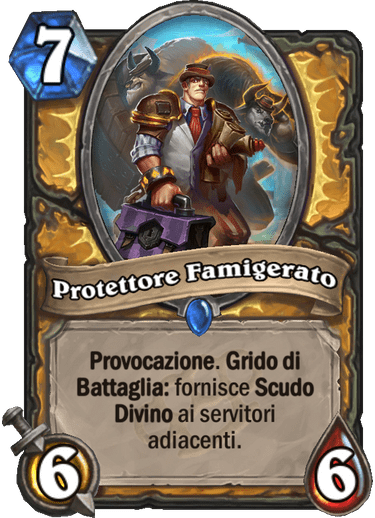 7
Protettore Famigerato
Provocazione. Grido di
Battaglia: fornisce Scudo
Divino ai servitori
adiacenti.
6
6